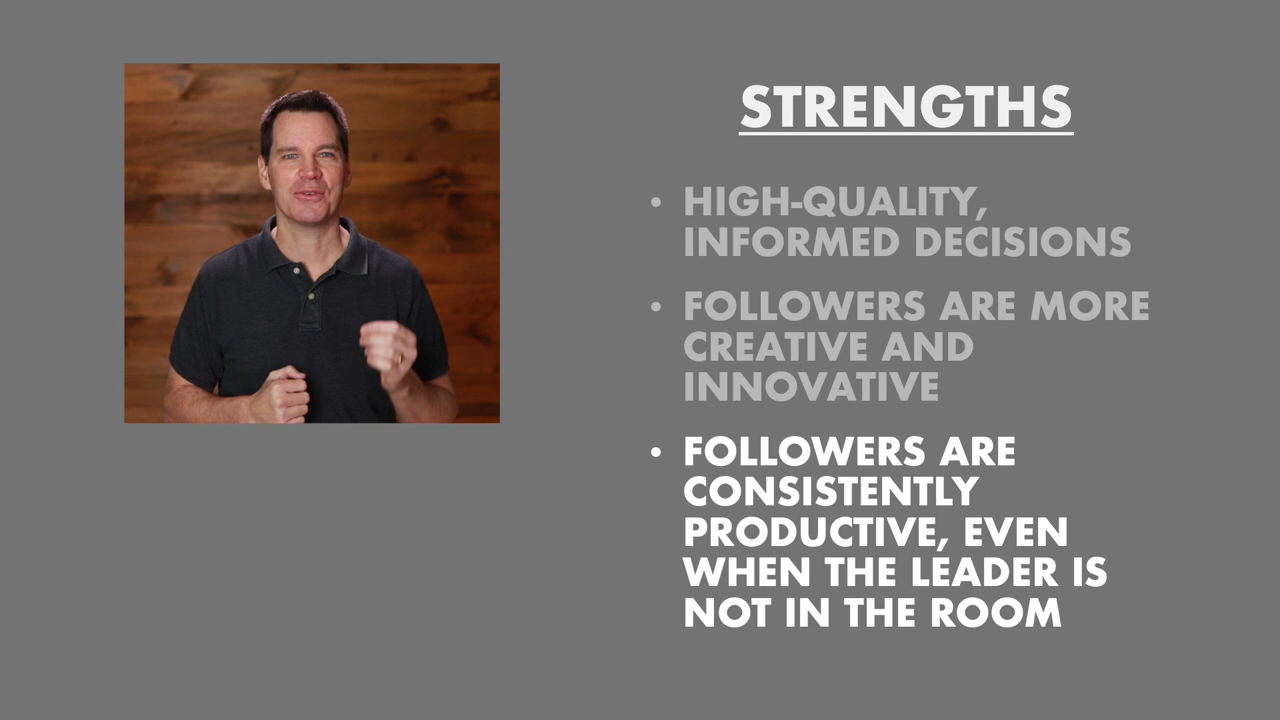 STRENGTHS
• HIGH-QUALITY,
INFORMED DECISIONS
• FOLLOWERS ARE MORE
CREATIVE AND
INNOVATIVE
• FOLLOWERS ARE
CONSISTENTLY
PRODUCTIVE, EVEN
WHEN THE LEADER IS
NOT IN THE ROOM